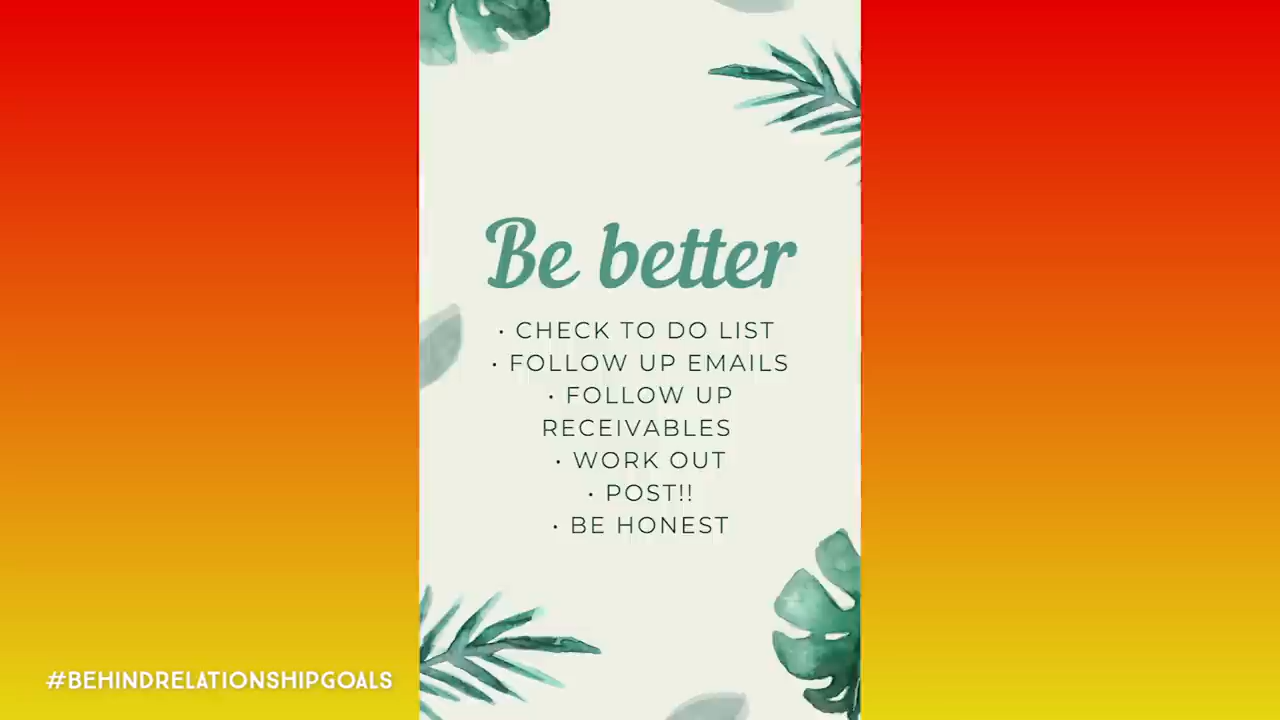 Be better
• CHECK TO DO LIST
• FOLLOW UP EMAILS
• FOLLOW UP
RECEIVABLES
• WORK OUT
• POST!!
• BE HONEST
#BEHINDRELATIONSHIPGOALS